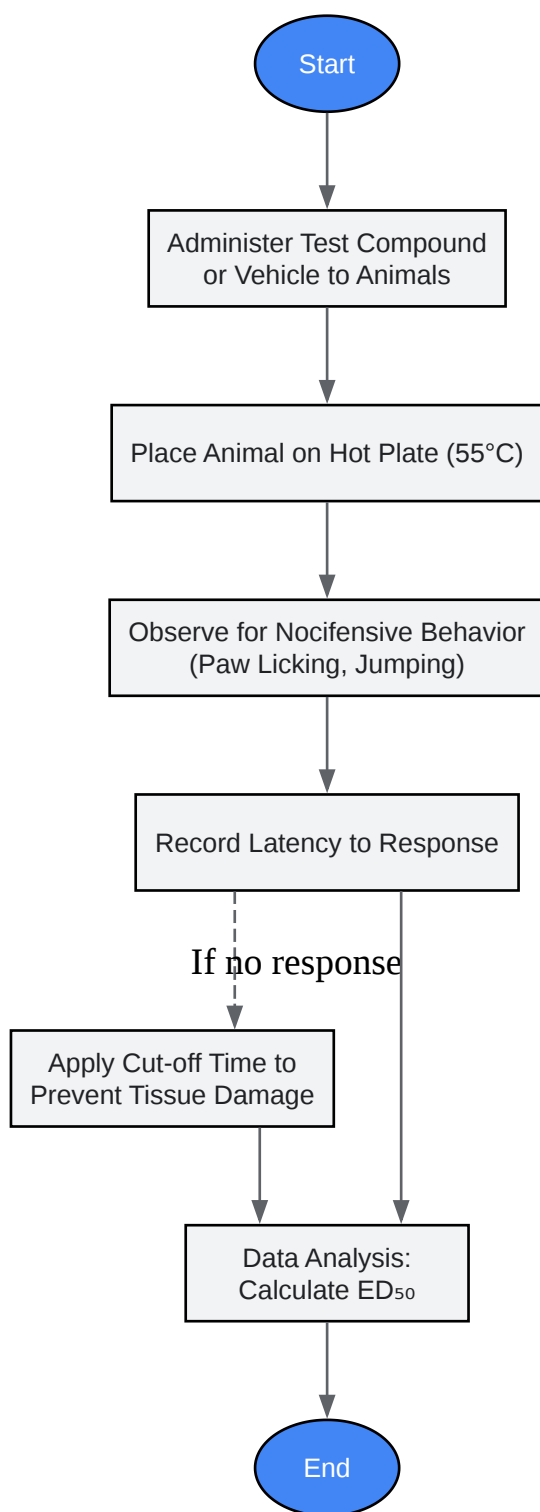 Start
Administer Test Compound
or Vehicle to Animals
Place Animal on Hot Plate (55°C)
Observe for Nocifensive Behavior
(Paw Licking, Jumping)
Record Latency to Response
If no response
Apply Cut-off Time to
Prevent Tissue Damage
Data Analysis:
Calculate ED₅₀
End